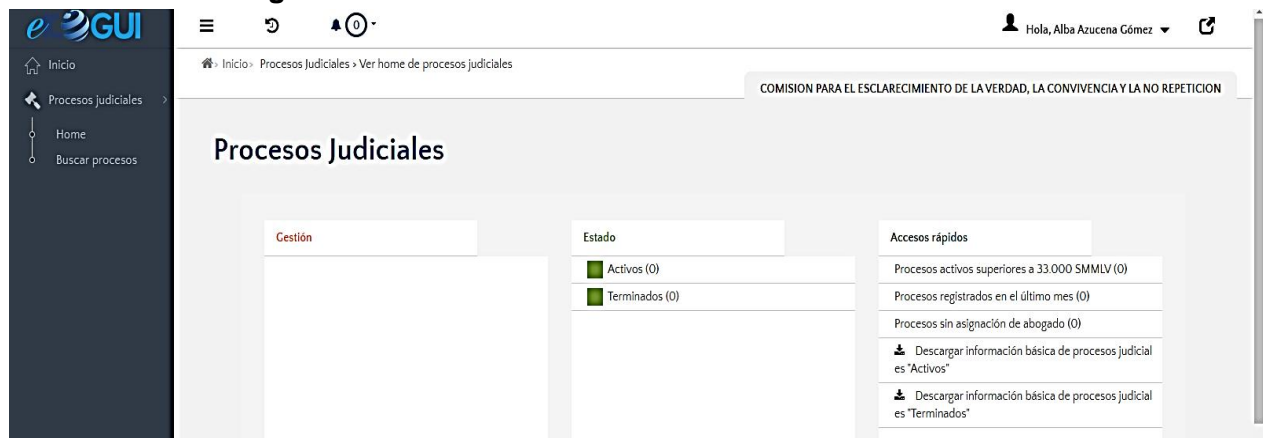 eKOGUI
0
Hola, Alba Azucena Gómez
Inicio
Procesos judiciales
Home
Buscar procesos
Inicio> Procesos Judiciales > Ver home de procesos judiciales
COMISION PARA EL ESCLARECIMIENTO DE LA VERDAD, LA CONVIVENCIA Y LA NO REPETICION
Procesos Judiciales
Gestión
Estado
Activos (0)
Terminados (0)
Accesos rápidos
Procesos activos superiores a 33.000 SMMLV (0)
Procesos registrados en el último mes (0)
Procesos sin asignación de abogado (0)
Descargar información básica de procesos judicial
es "Activos"
Descargar información básica de procesos judicial
es "Terminados"